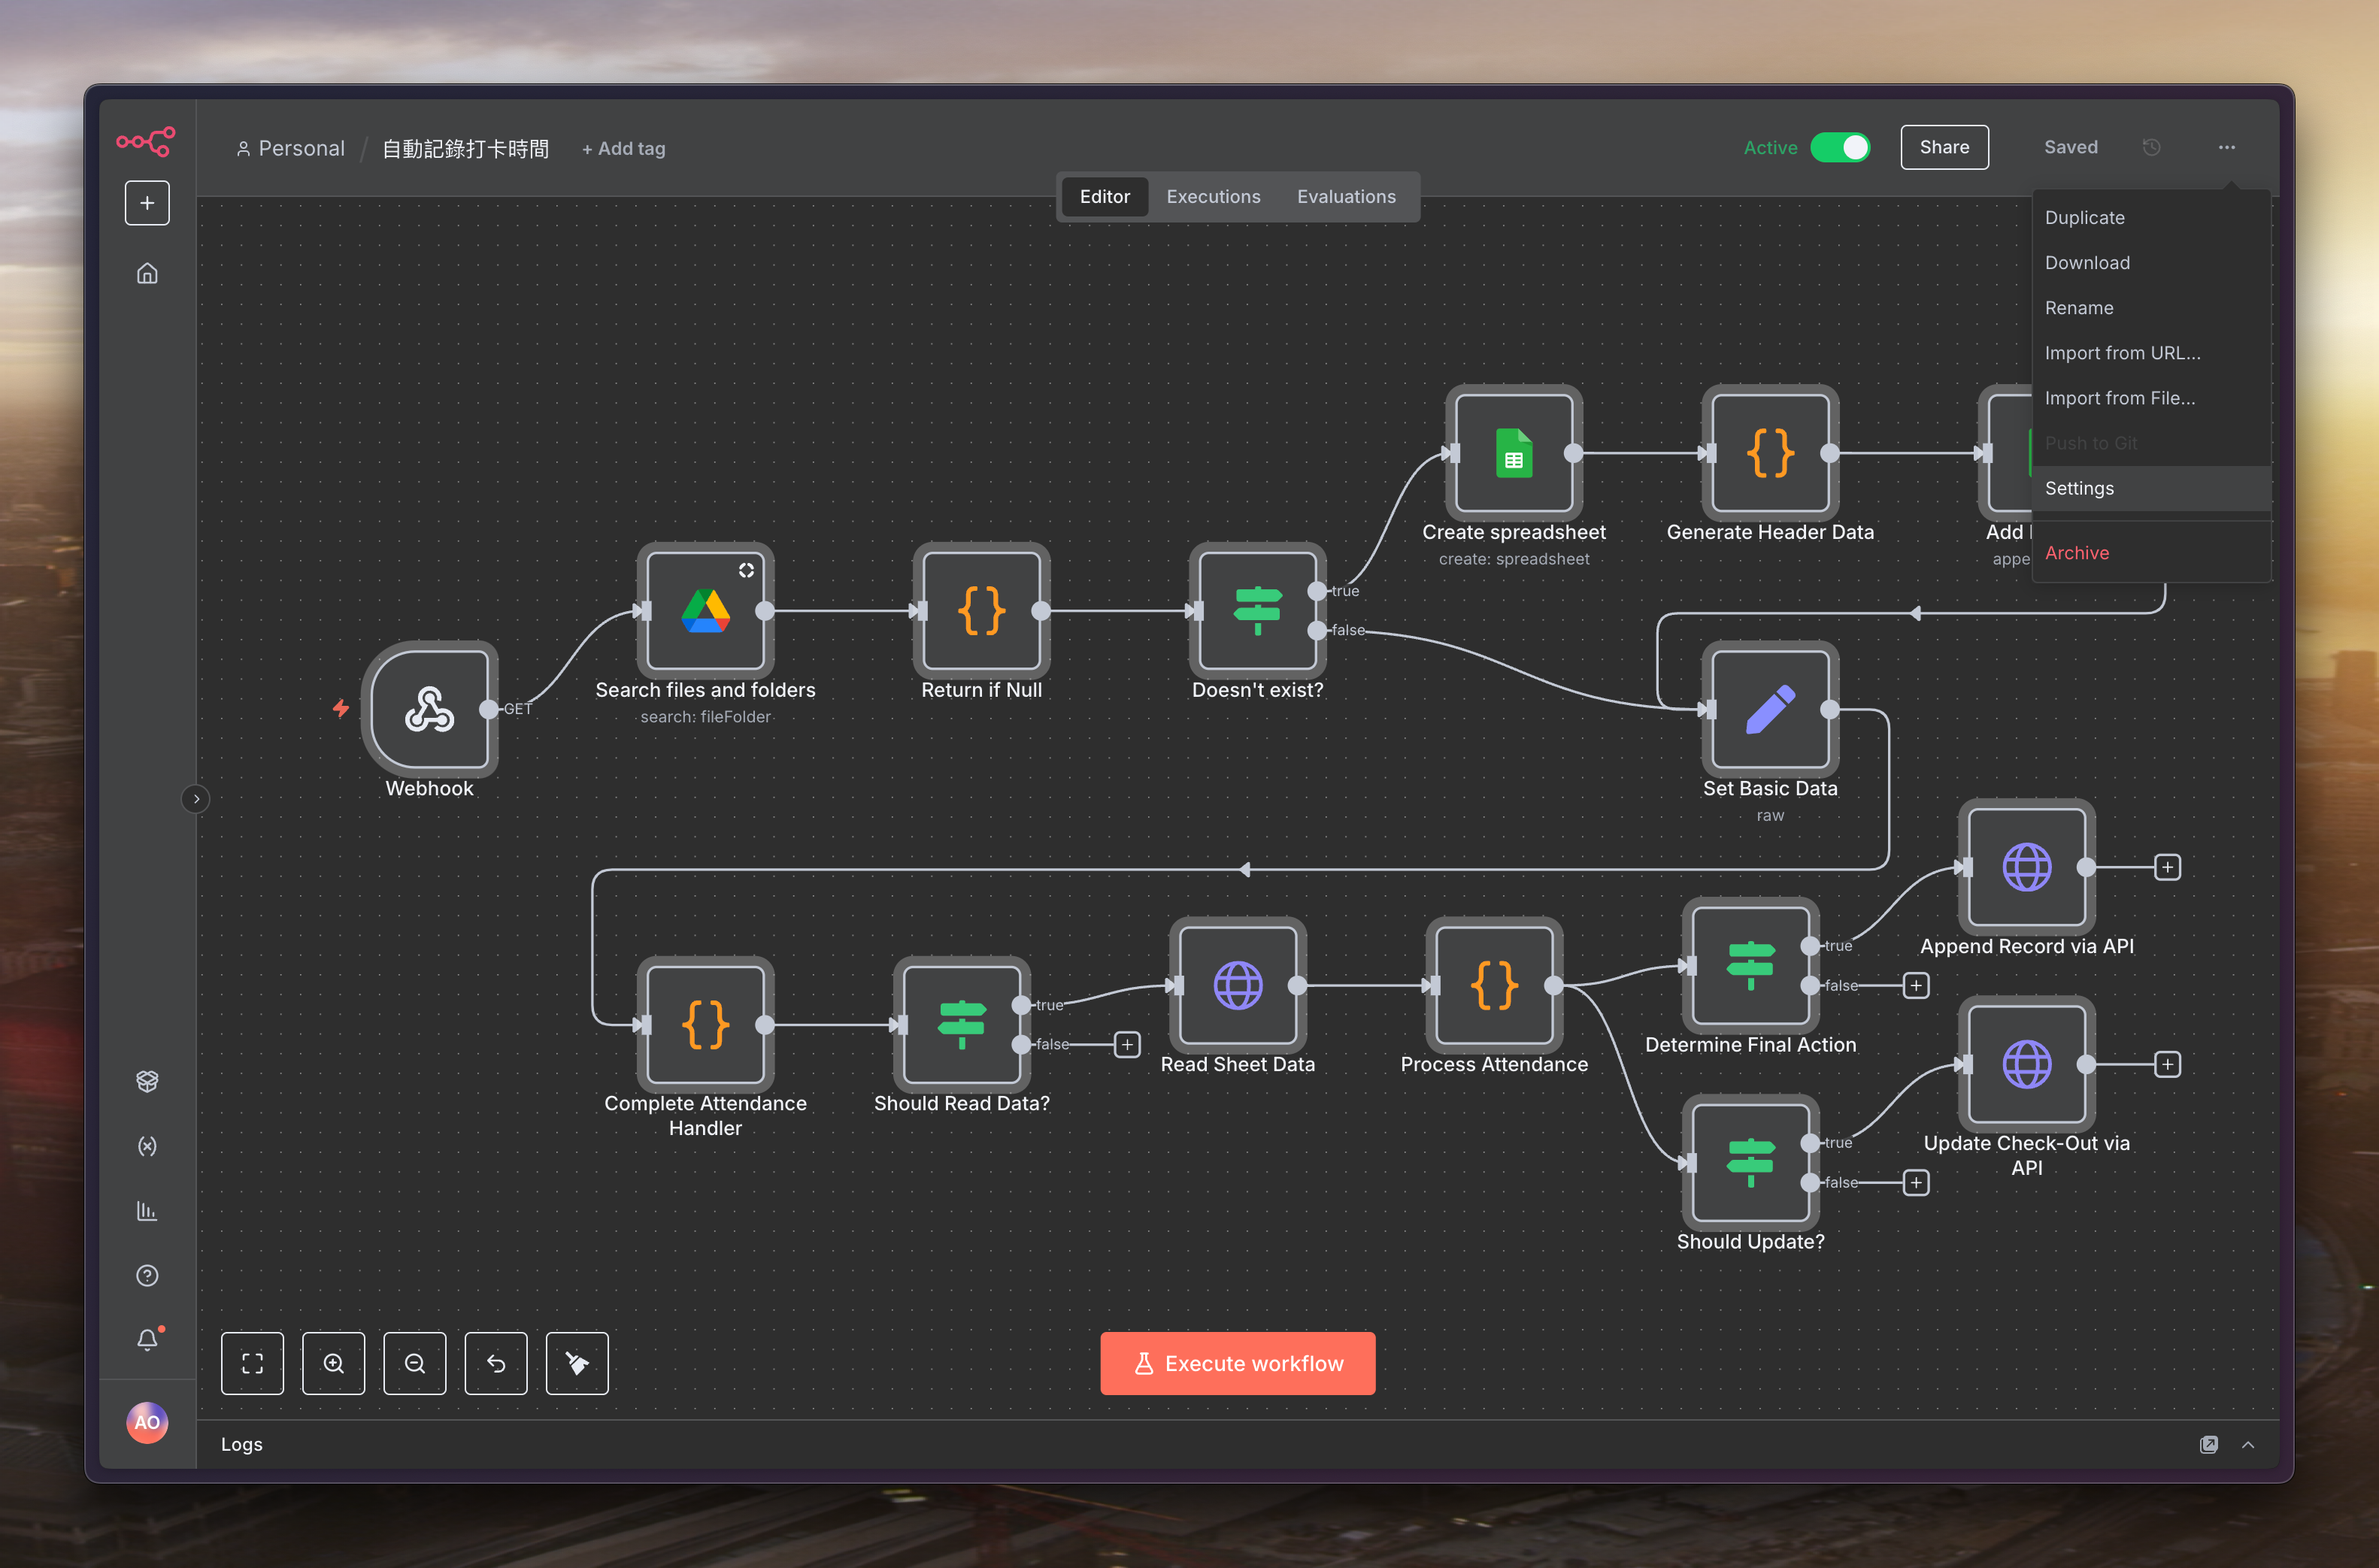 Personal / 自動記錄打卡時間 + Add tag
Active
Share
Saved
Editor Executions Evaluations
Duplicate
Download
Rename
Import from URL...
Import from File...
Push to Git
Settings
Archive
Create spreadsheet
create: spreadsheet
Generate Header Data
Add
Webhook
GET
Search files and folders
search: fileFolder
Return if Null
Doesn't exist?
true
false
Set Basic Data
raw
Complete Attendance
Handler
Should Read Data?
true
false
Read Sheet Data
Process Attendance
Determine Final Action
true
false
Append Record via API
Should Update?
true
false
Update Check-Out via
API
Execute workflow
AO
Logs